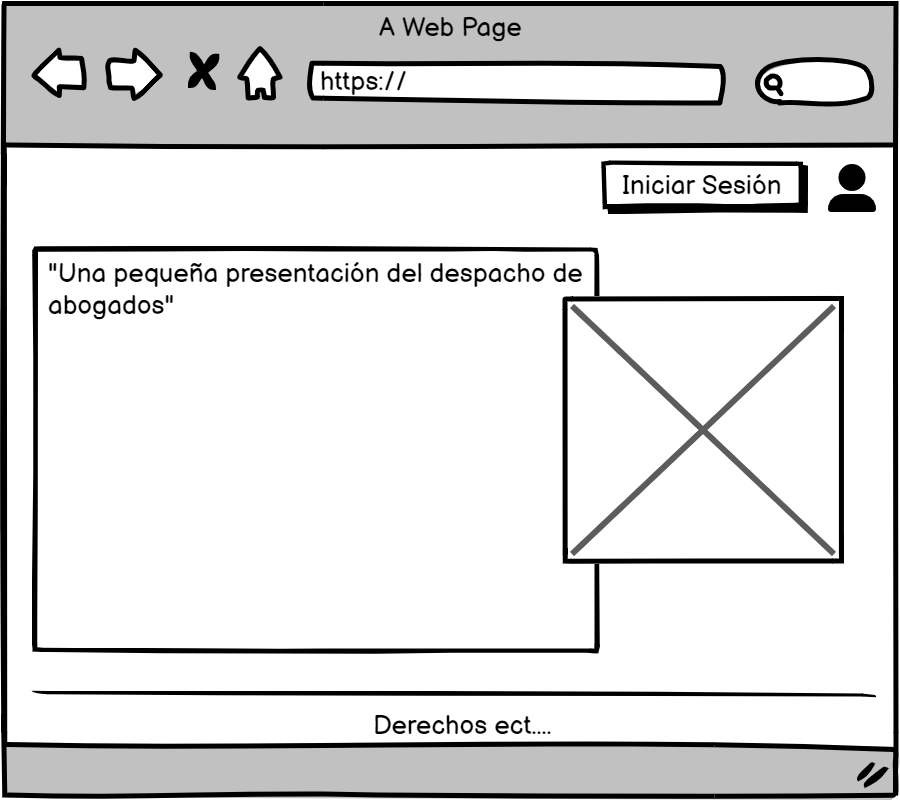 A Web Page
https://
Iniciar Sesión
"Una pequeña presentación del despacho de
abogados"
Derechos ect....